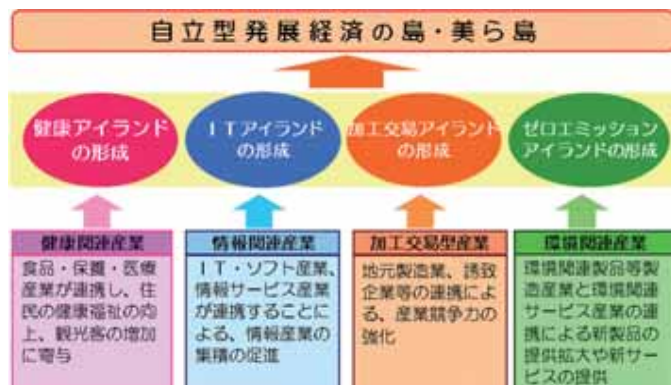 自立型発展経済の島・美ら島
健康アイランド
の形成
ＩＴアイランド
の形成
加工交易アイランド
の形成
ゼロエミッション
アイランドの形成
健康関連産業
食品・保養・医療
産業が連携し、住
民の健康福祉の向
上、観光客の増加
に寄与
情報関連産業
ＩＴ・ソフト産業、
情報サービス産業
が連携することに
よる、情報産業の
集積の促進
加工交易型産業
地元製造業、誘致
企業等の連携によ
る、産業競争力の
強化
環境関連産業
環境関連製品等製
造産業と環境関連
サービス産業の連
携による新製品の
提供拡大や新サー
ビスの提供